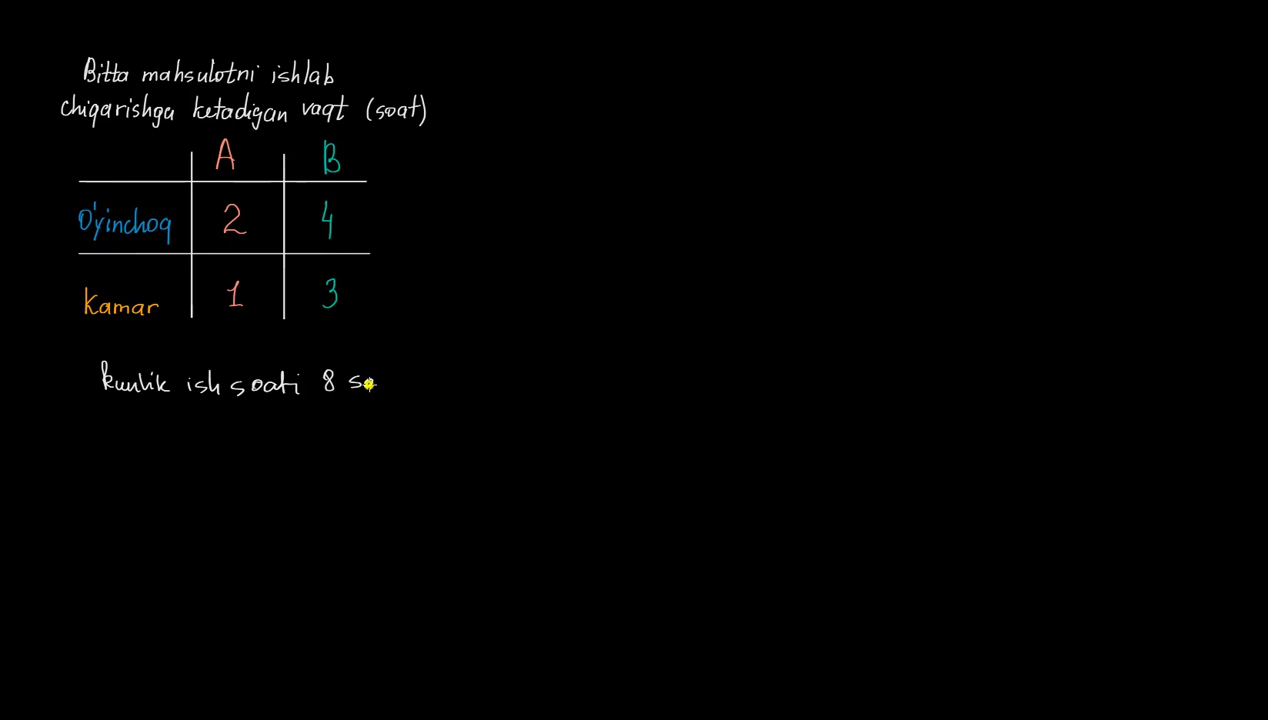 Bitta mahsulotni ishlab
chiqarishga ketadigan vaqt (soat)
A B
O'yinchoq 2 4
Kamar 1 3
kunlik ish soati 8